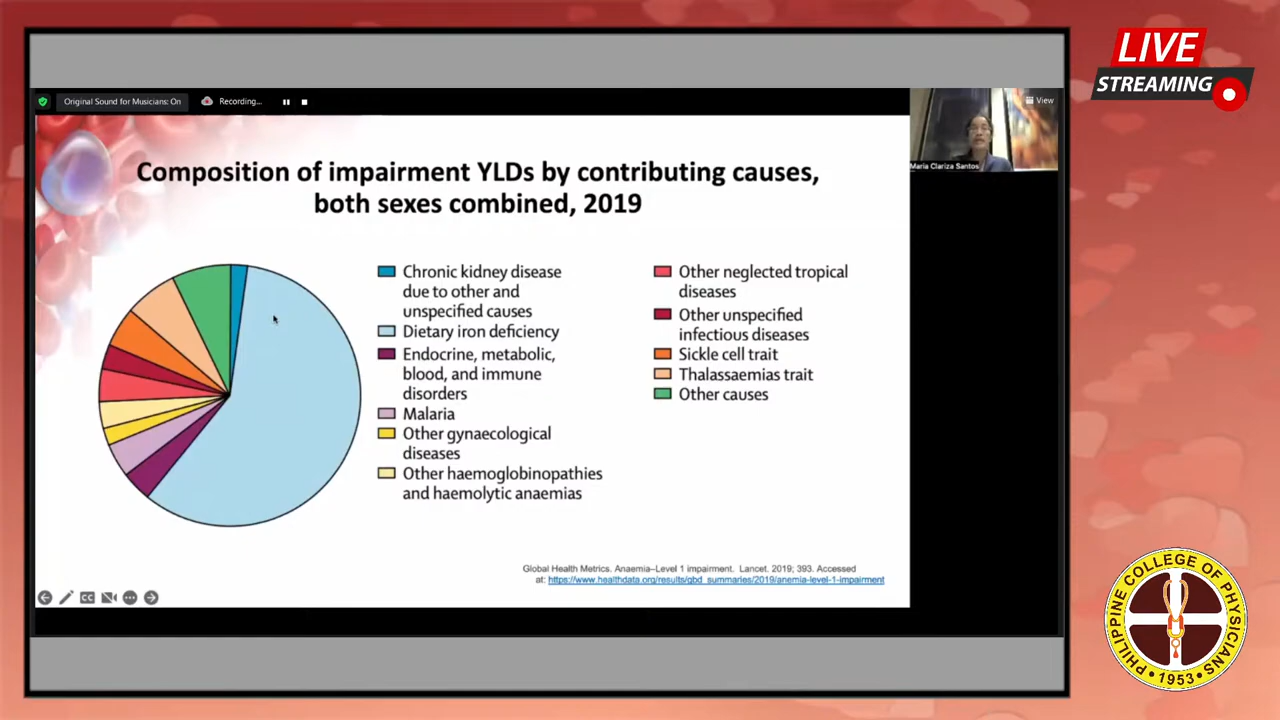 LIVE
STREAMING
Original Sound for Musicians: On
Recording...
View
Maria Clariza Santos
Composition of impairment YLDs by contributing causes,
both sexes combined, 2019
Chronic kidney disease
due to other and
unspecified causes
Dietary iron deficiency
Endocrine, metabolic,
blood, and immune
disorders
Malaria
Other gynaecological
diseases
Other haemoglobinopathies
and haemolytic anaemias
Other neglected tropical
diseases
Other unspecified
infectious diseases
Sickle cell trait
Thalassaemias trait
Other causes
Global Health Metrics. Anaemia–Level 1 impairment. Lancet. 2019; 393. Accessed
at: https://www.healthdata.org/results/gbd_summaries/2019/anemia-level-1-impairment
CC
PHILIPPINE COLLEGE OF PHYSICIANS
• 1953 •